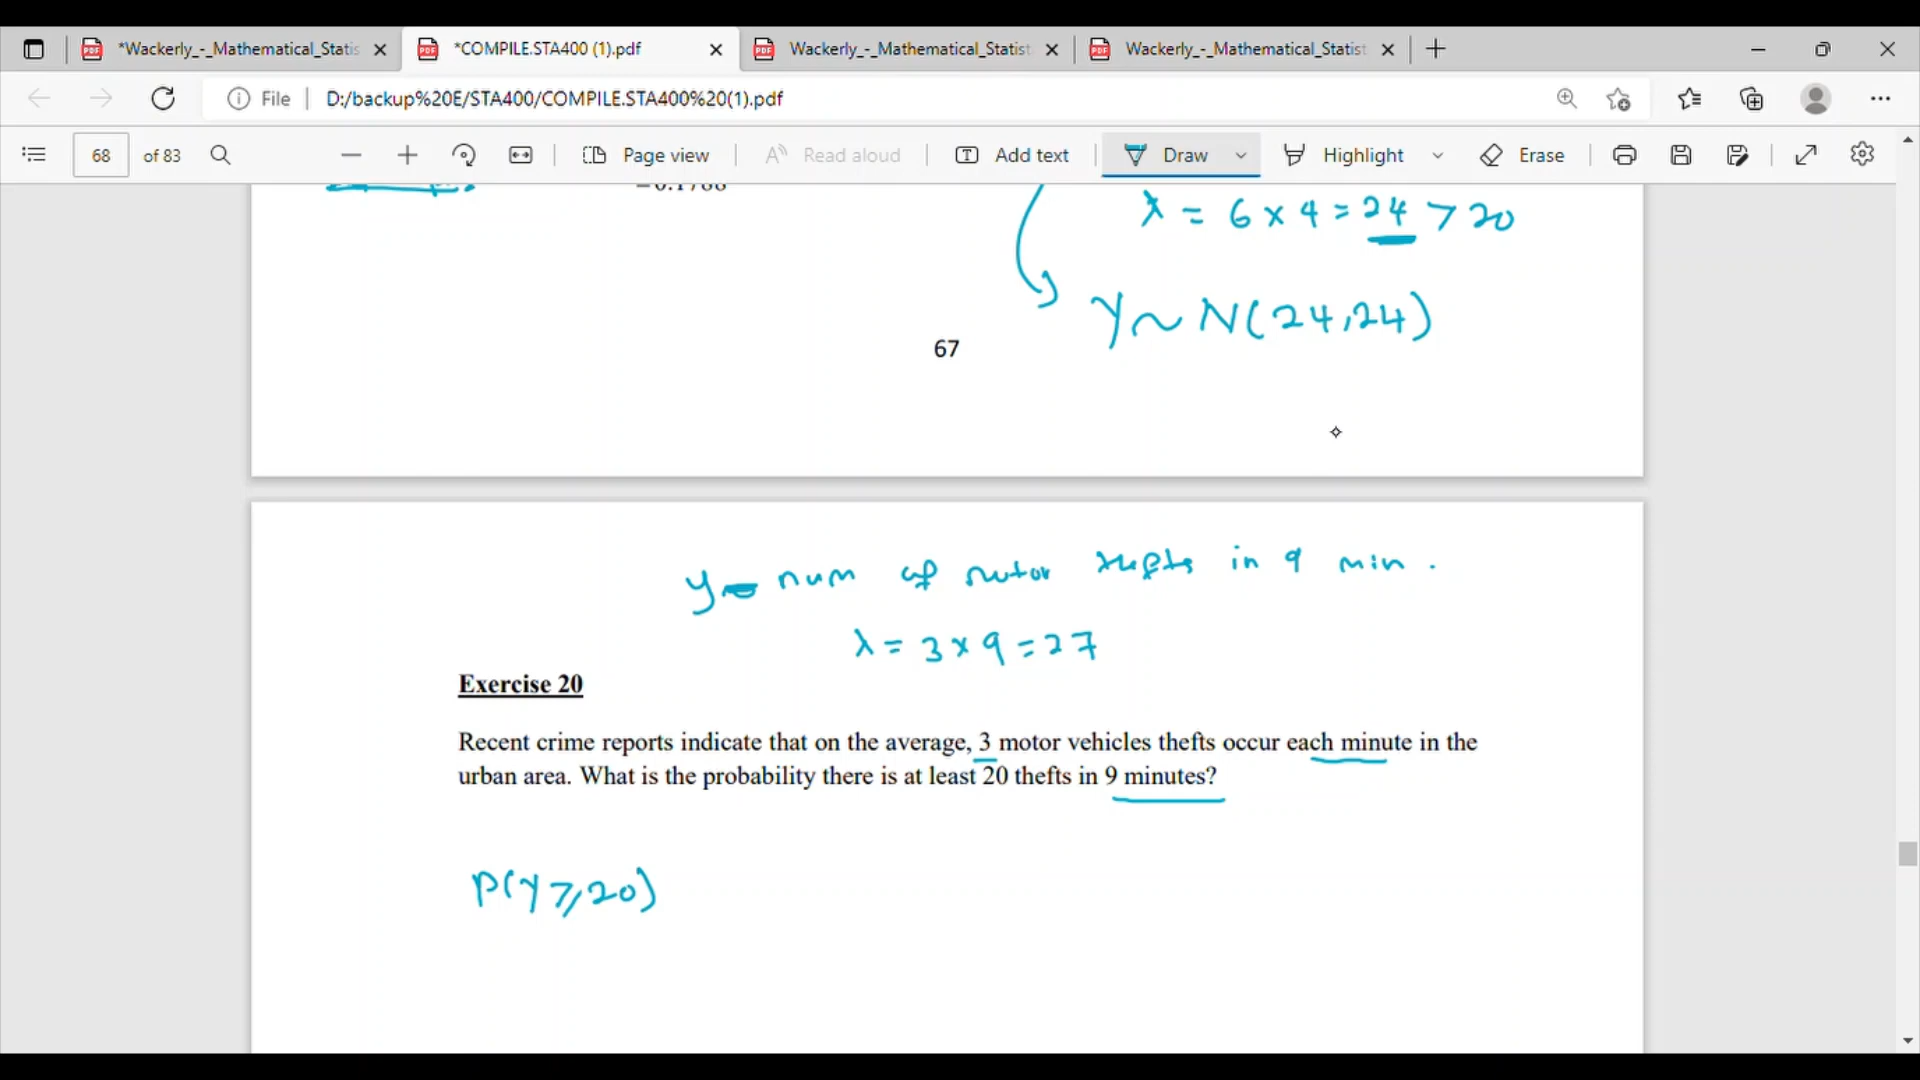 *Wackerly_-_Mathematical_Statis
*COMPILE.STA400 (1).pdf
Wackerly_-_Mathematical_Statist
Wackerly_-_Mathematical_Statist
File
D:/backup%20E/STA400/COMPILE.STA400%20(1).pdf
68 of 83
Page view
Read aloud
Add text
Draw
Highlight
Erase
λ = 6 x 4 = 24 > 20
Y ~ N(24,24)
67
y - num of motor thefts in 9 min.
λ = 3 x 9 = 27
Exercise 20
Recent crime reports indicate that on the average, 3 motor vehicles thefts occur each minute in the
urban area. What is the probability there is at least 20 thefts in 9 minutes?
P(Y ≥ 20)